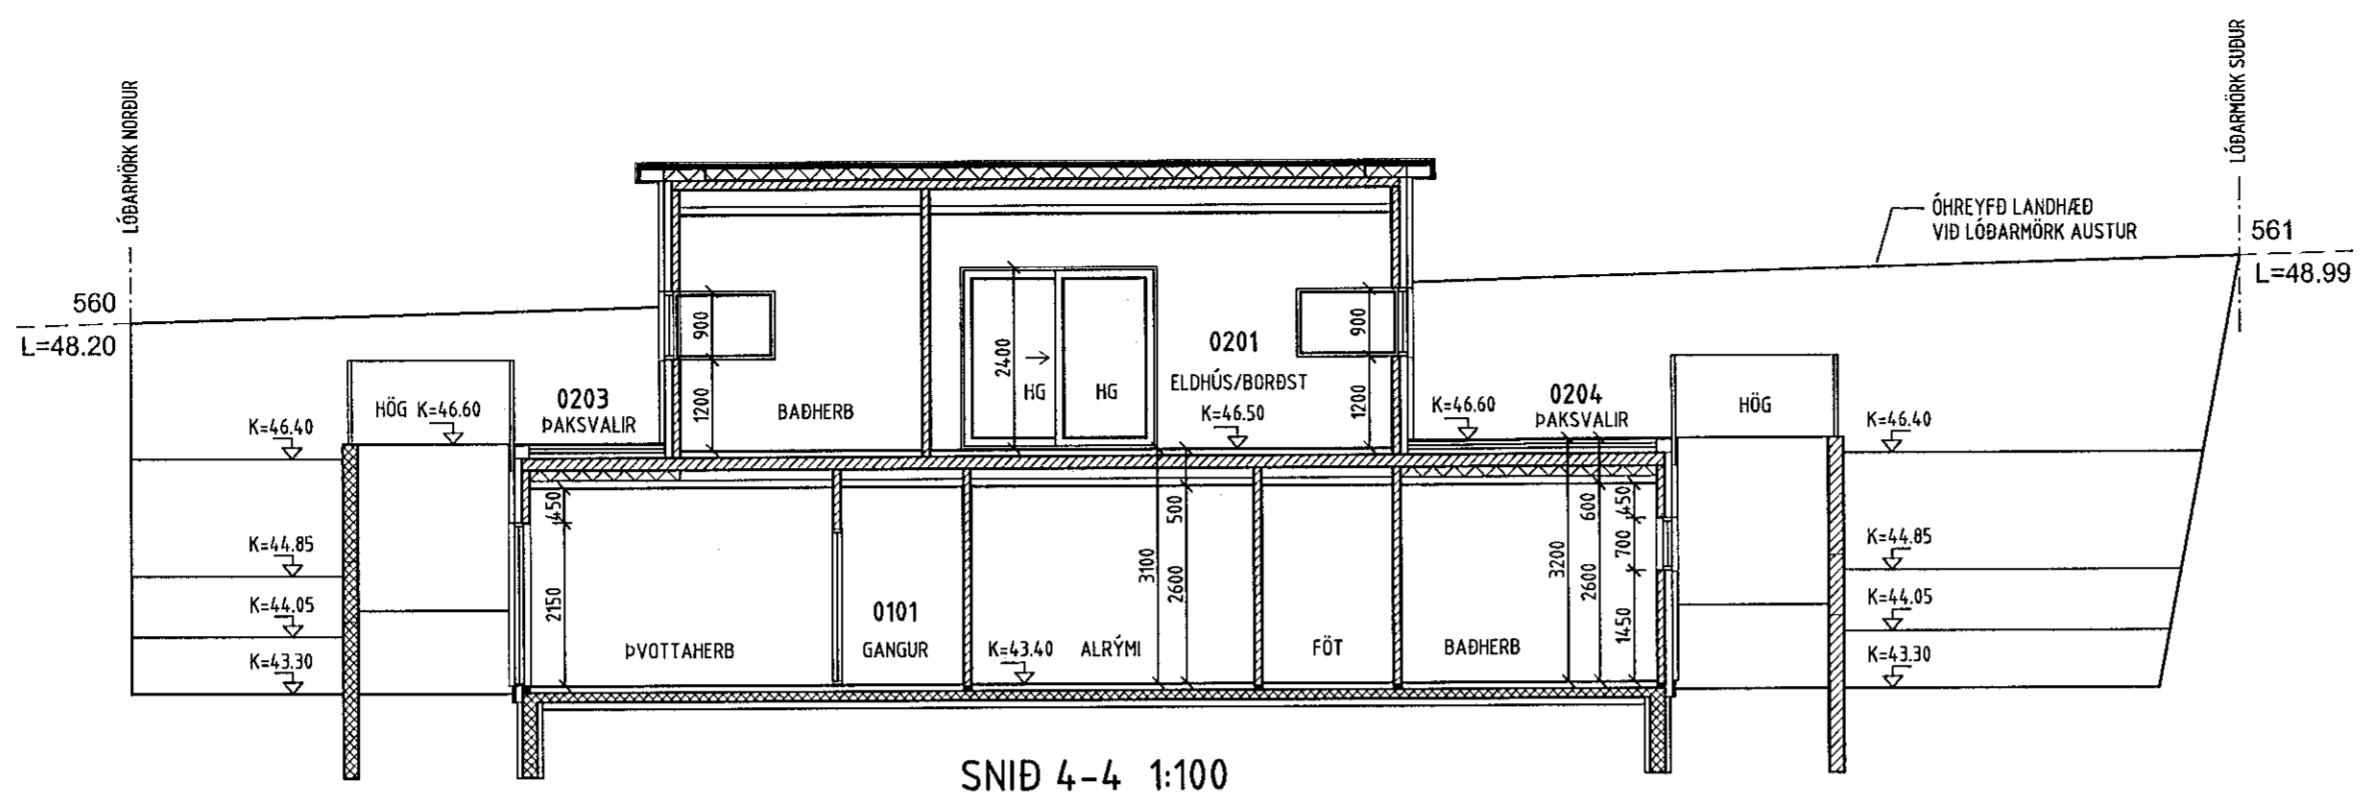 LÓÐARMÖRK NORÐUR
LÓÐARMÖRK SUÐUR
ÓHREYFÐ LANDHÆÐ
VIÐ LÓÐARMÖRK AUSTUR
561
L=48.99
560
L=48.20
900
1200
BAÐHERB
2400
HG
HG
0201
ELDHÚS/BORÐST
K=46.50
900
1200
HÖG K=46.60
0203
ÞAKSVALIR
K=46.60
0204
ÞAKSVALIR
HÖG
K=46.40
K=44.85
K=44.05
K=43.30
K=46.40
K=44.85
K=44.05
K=43.30
450
2150
ÞVOTTAHERB
0101
GANGUR
K=43.40
ALRÝMI
3100
500
2600
FÖT
BAÐHERB
3200
600
2600
450
700
1450
SNIÐ 4-4 1:100